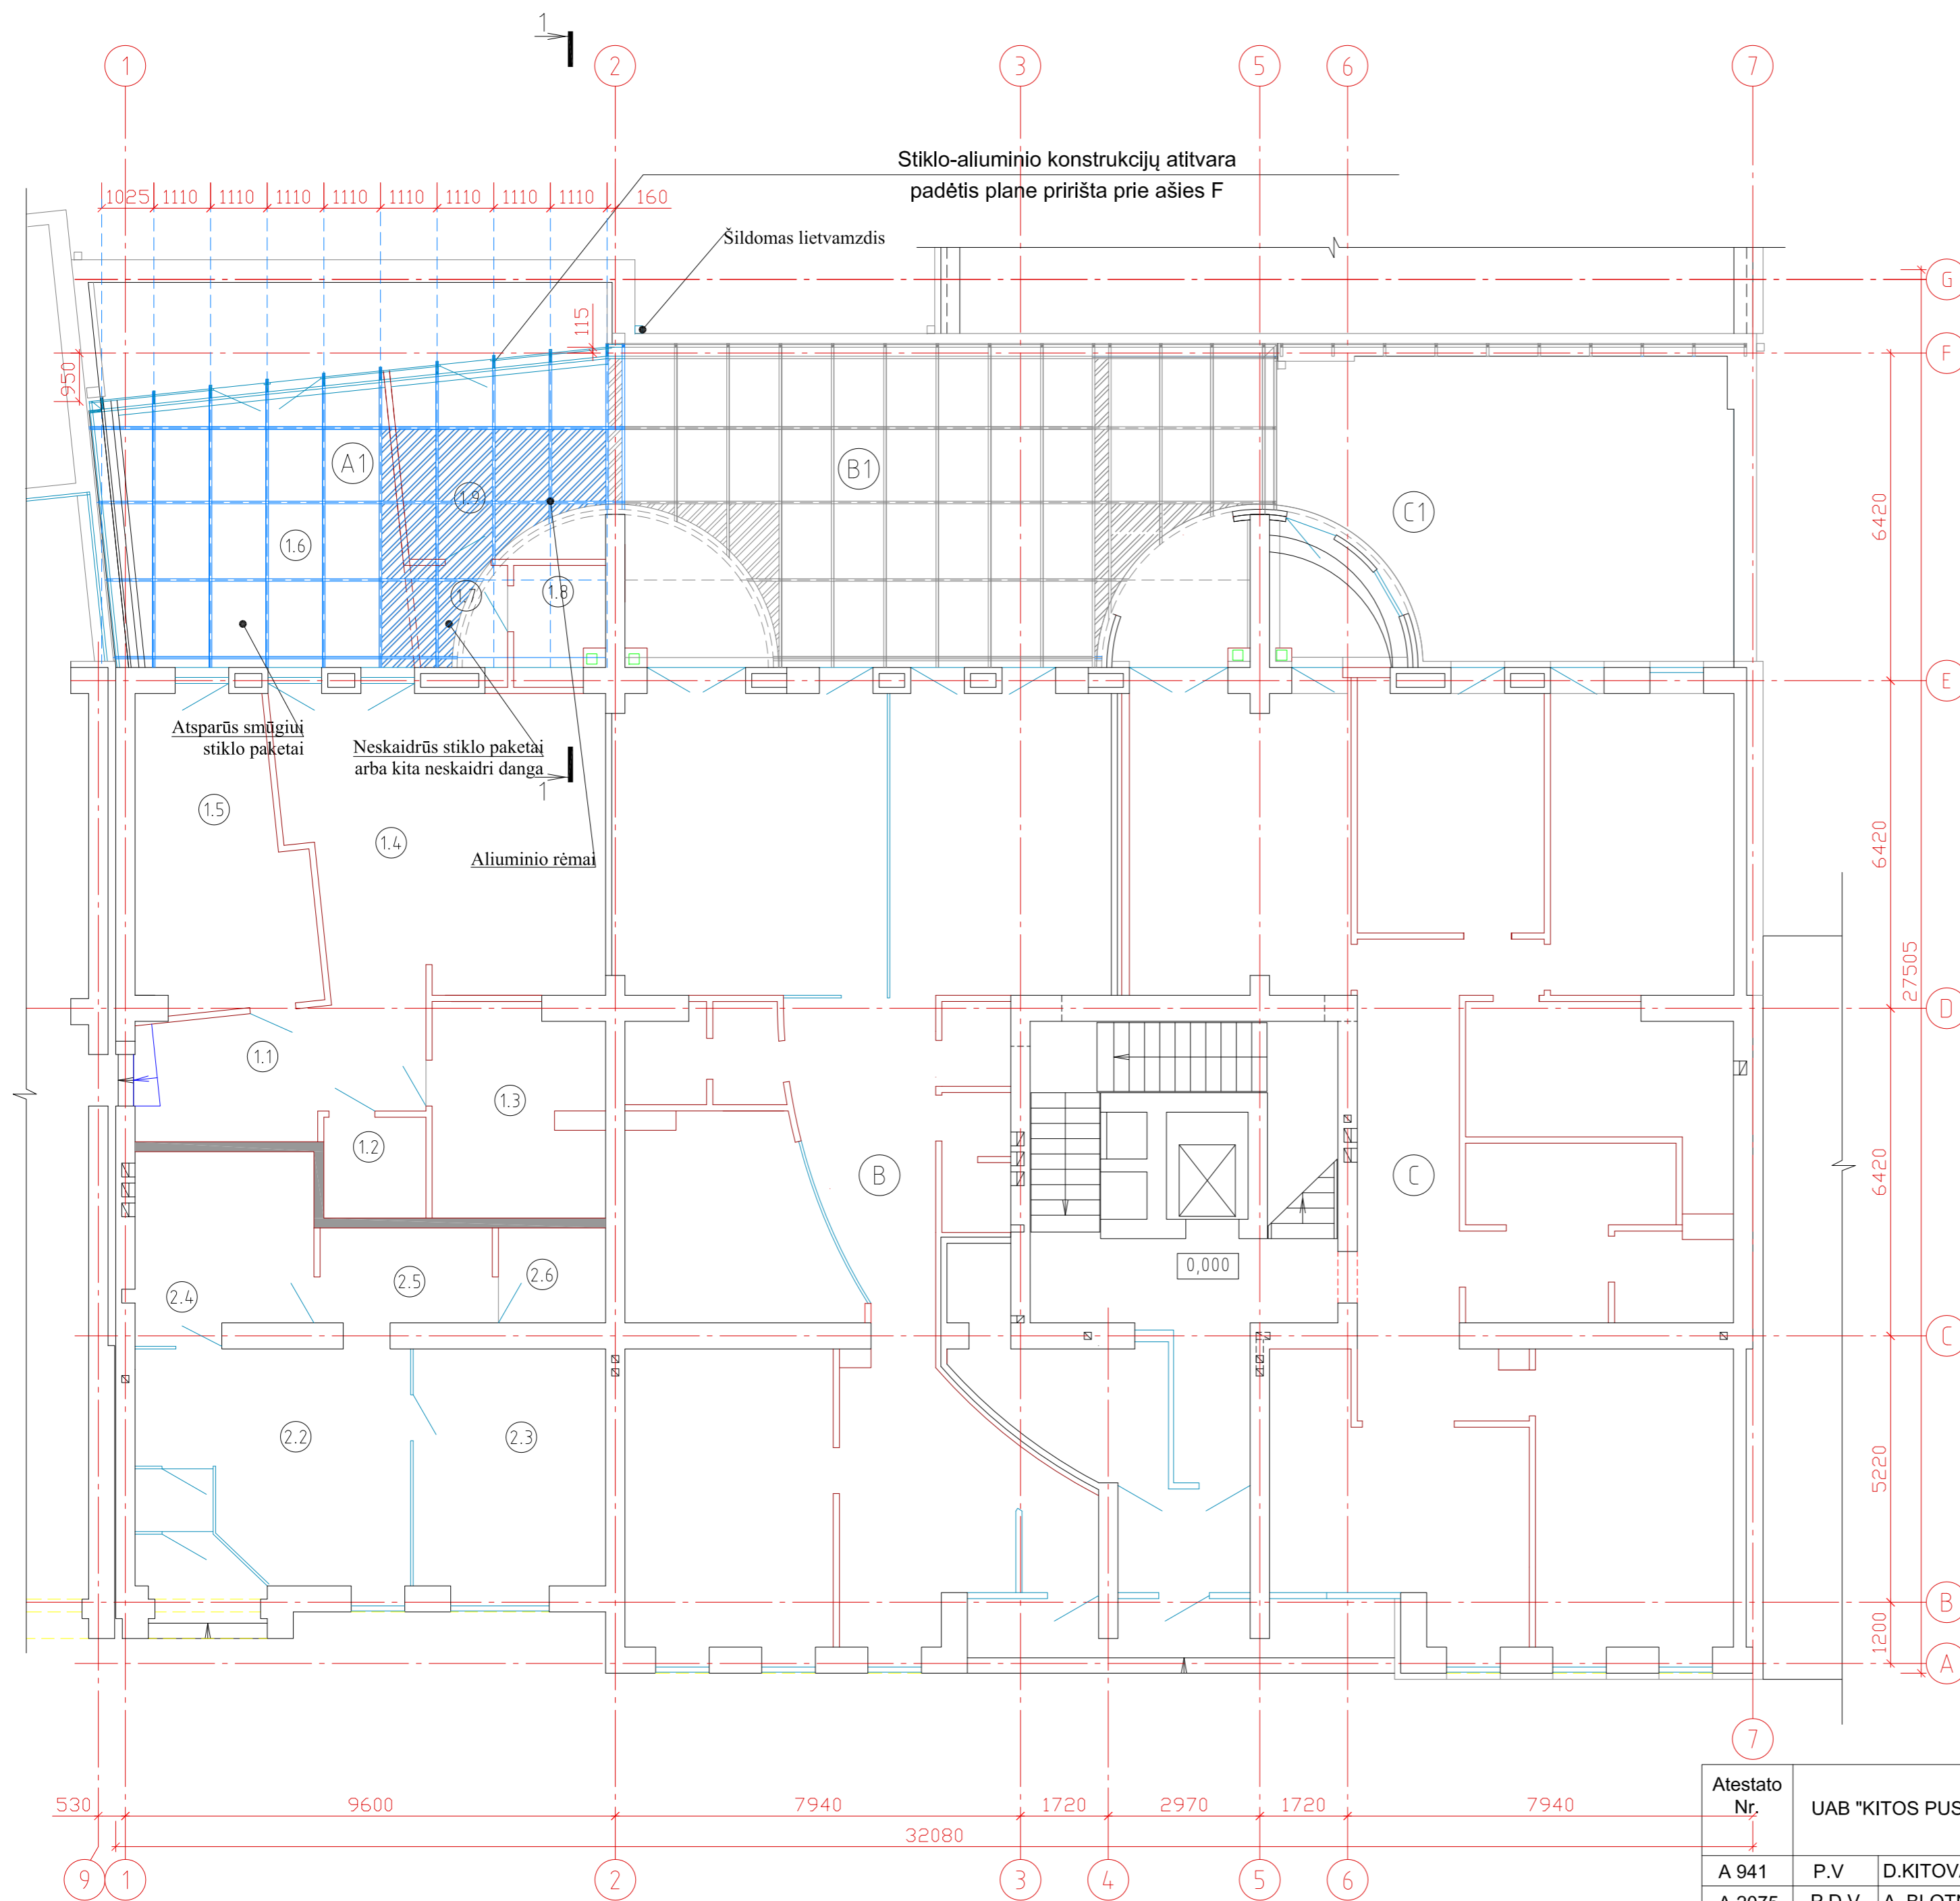 1
1 2 3 5 6 7
Stiklo-aliuminio konstrukcijų atitvara
padėtis plane pririšta prie ašies F
1025 1110 1110 1110 1110 1110 1110 1110 1110 160
Šildomas lietvamzdis
G
115
F
950
A1
B1
1.9
C1
6420
1.6
1.7
1.8
E
Atsparūs smūgiui
stiklo paketai
Neskaidrūs stiklo paketai
arba kita neskaidri danga
1
1.5
1.4
6420
Aliuminio rėmai
27505
D
1.1
1.3
1.2
B
C
6420
0,000
2.4
2.5
2.6
C
2.2
2.3
5220
B
1200
A
7
530 9600 7940 1720 2970 1720 7940
32080
9 1 2 3 4 5 6
Atestato
Nr.
UAB "KITOS PUS
A 941 P.V D.KITOV